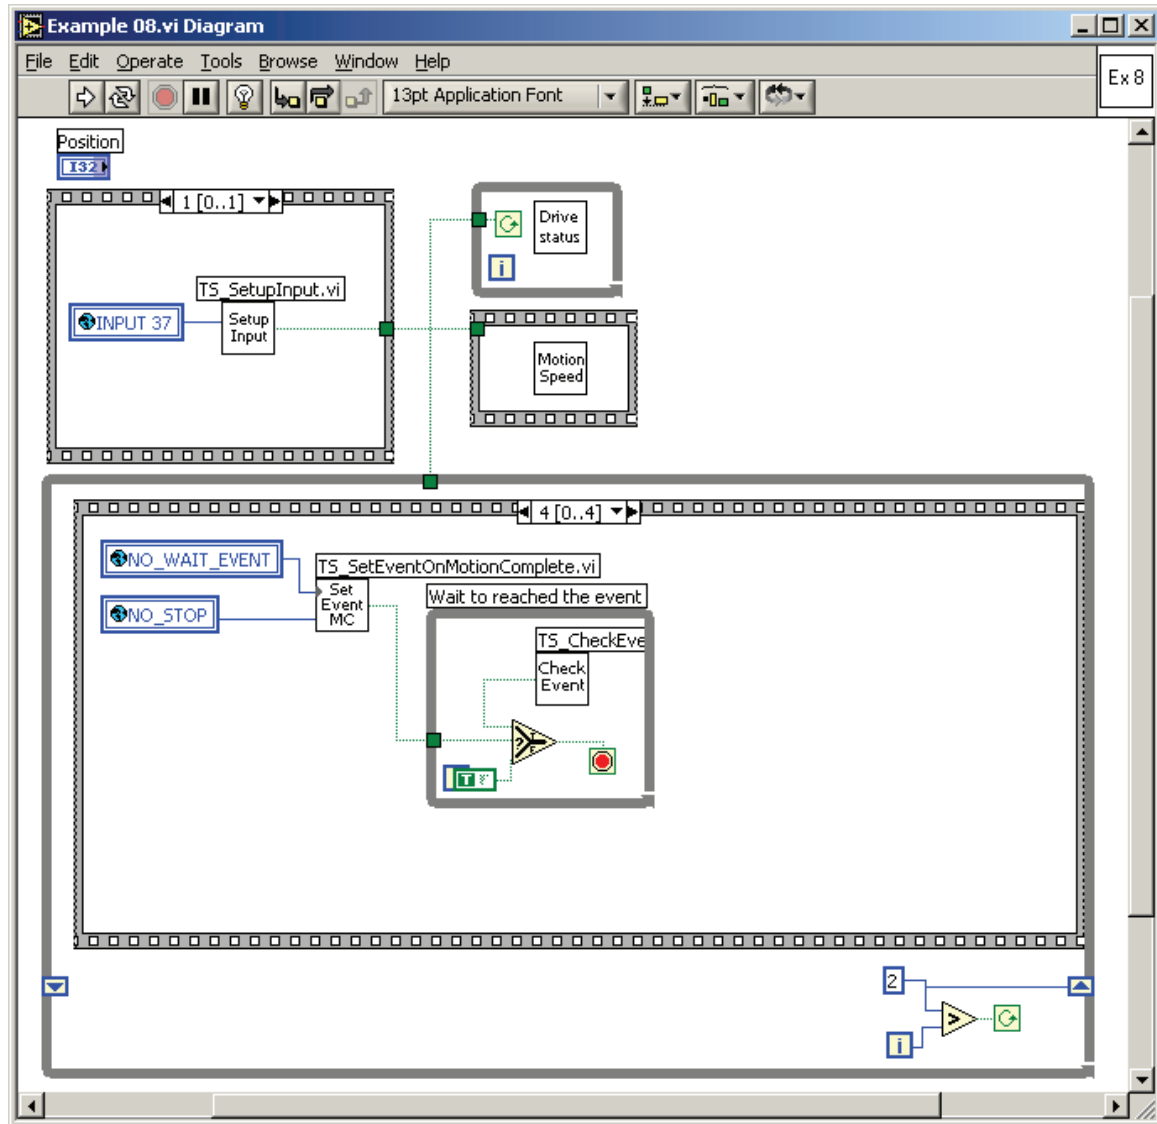 Example 08.vi Diagram
File Edit Operate Tools Browse Window Help
Ex 8
13pt Application Font
Position
I32
1 [0..1]
Drive
status
i
TS_SetupInput.vi
INPUT 37
Setup
Input
Motion
Speed
4 [0..4]
NO_WAIT_EVENT
TS_SetEventOnMotionComplete.vi
Set
Event
MC
NO_STOP
Wait to reached the event
TS_CheckEve
Check
Event
?
T
F
T
2
>
i